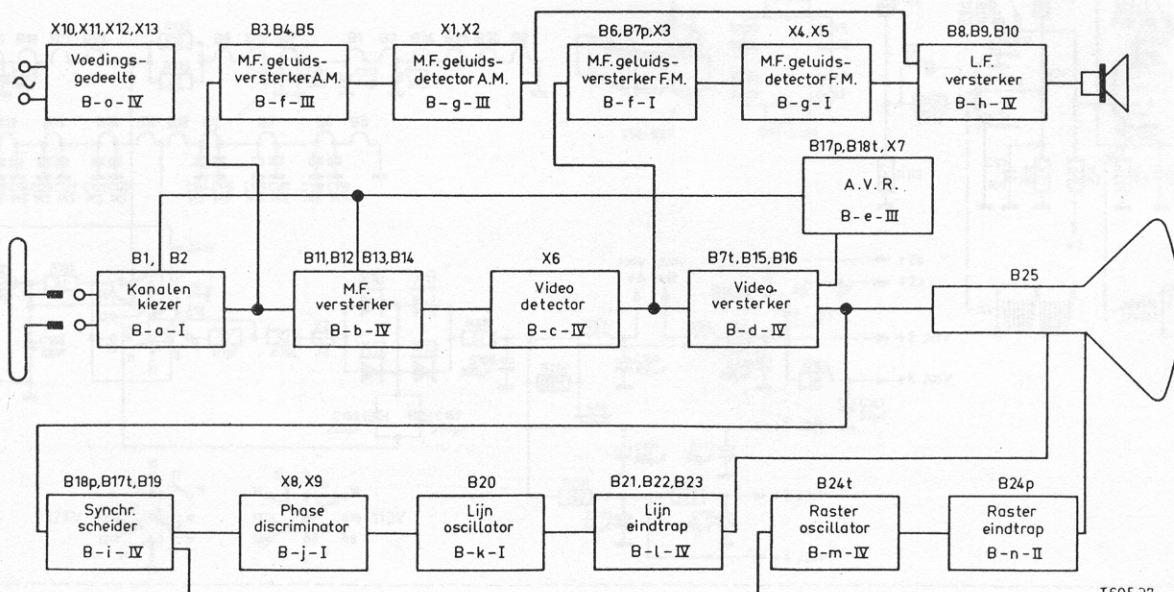 X10,X11,X12,X13
Voedings-
gedeelte
B-o-IV
B3, B4, B5
M.F. geluids-
versterker A.M.
B-f-III
X1, X2
M.F. geluids-
detector A.M.
B-g-III
B6, B7p, X3
M.F. geluids-
versterker F.M.
B-f-I
X4, X5
M.F. geluids-
detector F.M.
B-g-I
B8, B9, B10
L.F.
versterker
B-h-IV
B17p, B18t, X7
A.V.R.
B-e-III
B1, B2
Kanalen
kiezer
B-a-I
B11, B12 B13, B14
M.F.
versterker
B-b-IV
X6
Video
detector
B-c-IV
B7t, B15, B16
Video-
versterker
B-d-IV
B25
B18p, B17t, B19
Synchr.
scheider
B-i-IV
X8, X9
Phase
discriminator
B-j-I
B20
Lijn
oscillator
B-k-I
B21, B22, B23
Lijn
eindtrap
B-l-IV
B24t
Raster
oscillator
B-m-IV
B24p
Raster
eindtrap
B-n-II